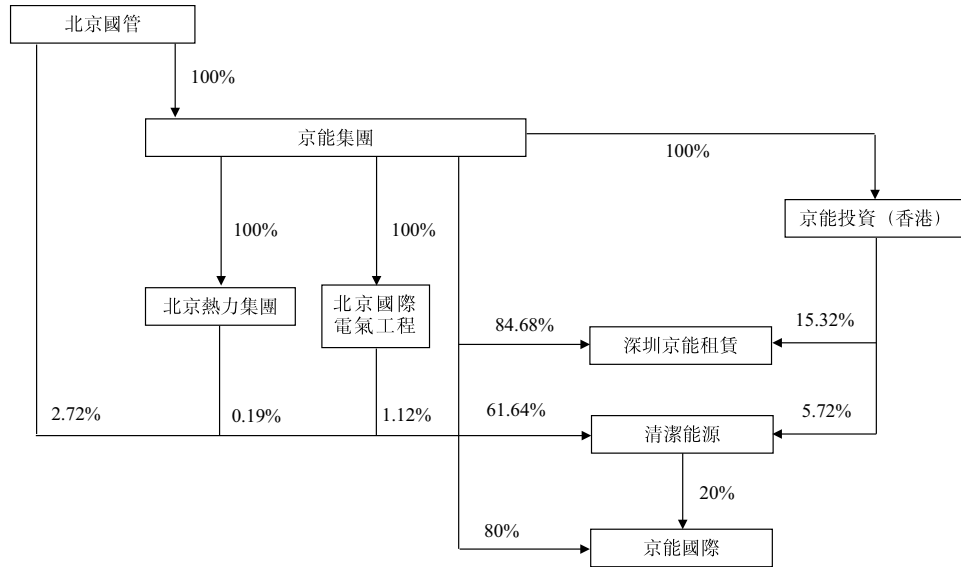 北京國管
100%
京能集團
100%
京能投資（香港）
100%
100%
北京熱力集團
北京國際
電氣工程
84.68%
15.32%
深圳京能租賃
2.72%
0.19%
1.12%
61.64%
5.72%
清潔能源
20%
80%
京能國際